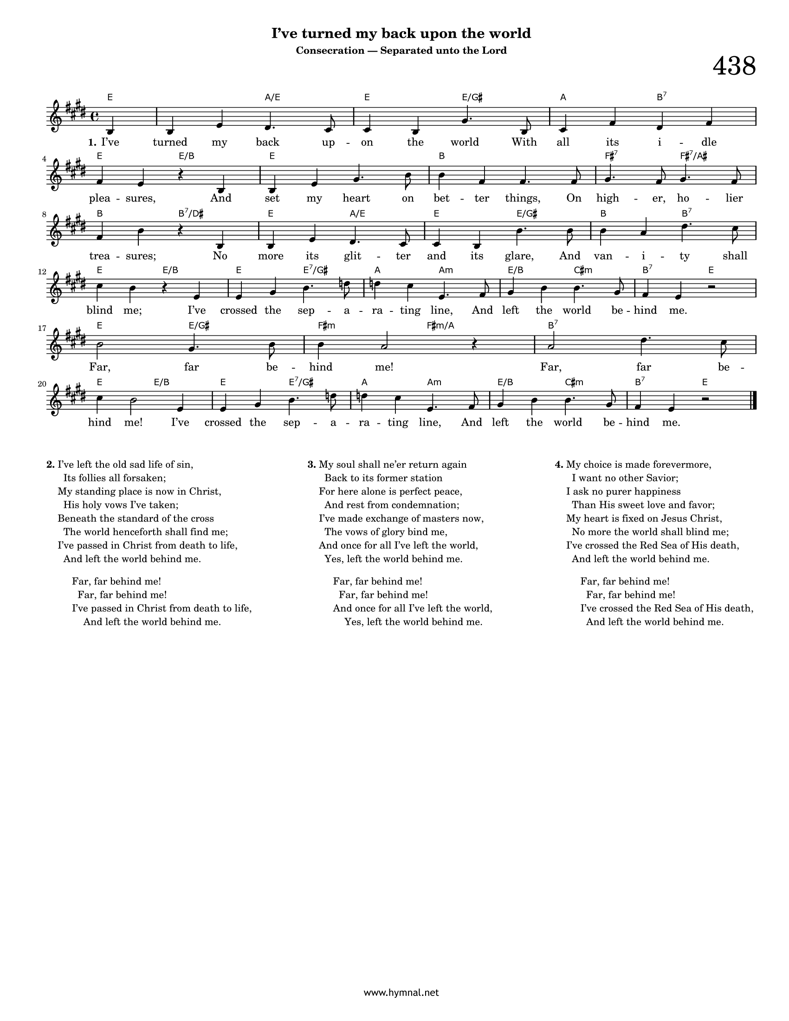 I've turned my back upon the world
Consecration — Separated unto the Lord
438
E A/E E E/G♯ A B7
1. I've turned my back up - on the world With all its i - dle
4 E E/B E B F♯7 F♯7/A♯
plea - sures, And set my heart on bet - ter things, On high - er, ho - lier
8 B B7/D♯ E A/E E E/G♯ B B7
trea - sures; No more its glit - ter and its glare, And van - i - ty shall
12 E E/B E E7/G♯ A Am E/B C♯m B7 E
blind me; I've crossed the sep - a - ra - ting line, And left the world be - hind me.
17 E E/G♯ F♯m F♯m/A B7
Far, far be - hind me! Far, far be -
20 E E/B E E7/G♯ A Am E/B C♯m B7 E
hind me! I've crossed the sep - a - ra - ting line, And left the world be - hind me.
2. I've left the old sad life of sin,
Its follies all forsaken;
My standing place is now in Christ,
His holy vows I've taken;
Beneath the standard of the cross
The world henceforth shall find me;
I've passed in Christ from death to life,
And left the world behind me.
Far, far behind me!
Far, far behind me!
I've passed in Christ from death to life,
And left the world behind me.
3. My soul shall ne'er return again
Back to its former station
For here alone is perfect peace,
And rest from condemnation;
I've made exchange of masters now,
The vows of glory bind me,
And once for all I've left the world,
Yes, left the world behind me.
Far, far behind me!
Far, far behind me!
And once for all I've left the world,
Yes, left the world behind me.
4. My choice is made forevermore,
I want no other Savior;
I ask no purer happiness
Than His sweet love and favor;
My heart is fixed on Jesus Christ,
No more the world shall blind me;
I've crossed the Red Sea of His death,
And left the world behind me.
Far, far behind me!
Far, far behind me!
I've crossed the Red Sea of His death,
And left the world behind me.
www.hymnal.net